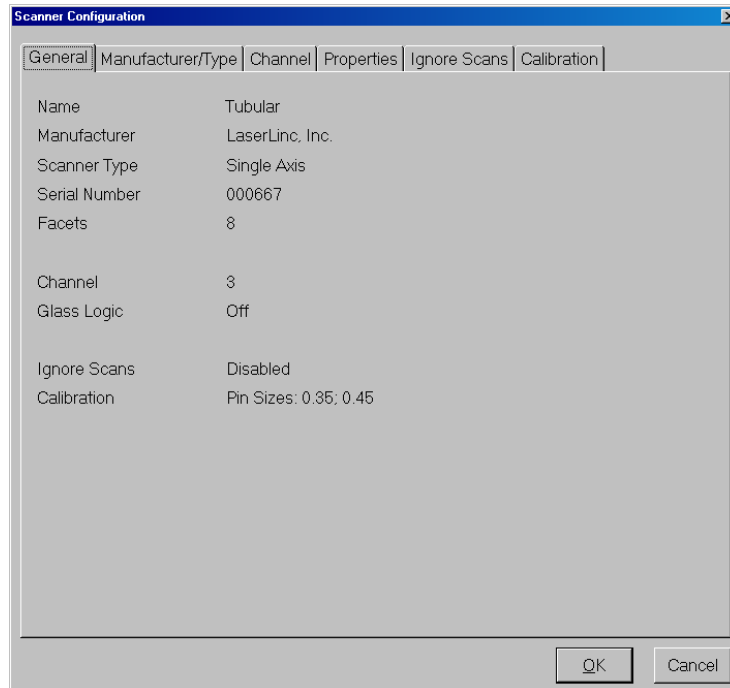 Scanner Configuration
General Manufacturer/Type Channel Properties Ignore Scans Calibration
Name Tubular
Manufacturer LaserLinc, Inc.
Scanner Type Single Axis
Serial Number 000667
Facets 8
Channel 3
Glass Logic Off
Ignore Scans Disabled
Calibration Pin Sizes: 0.35; 0.45
OK Cancel